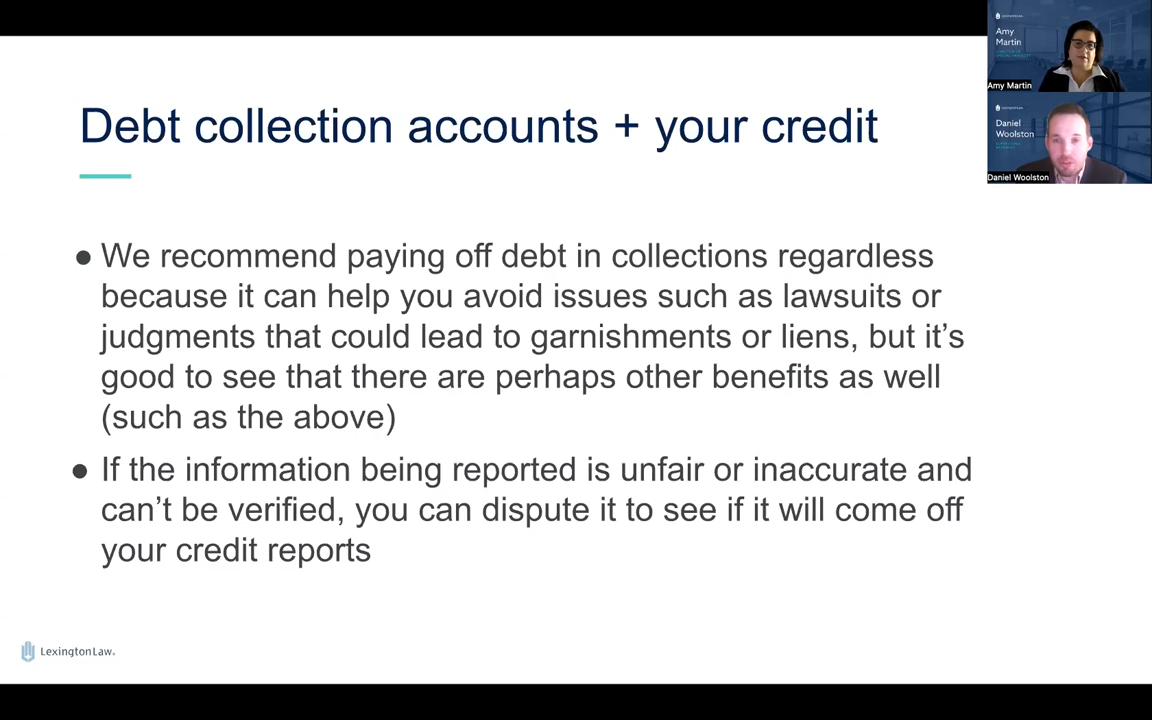 Debt collection accounts + your credit
● We recommend paying off debt in collections regardless
because it can help you avoid issues such as lawsuits or
judgments that could lead to garnishments or liens, but it’s
good to see that there are perhaps other benefits as well
(such as the above)
● If the information being reported is unfair or inaccurate and
can’t be verified, you can dispute it to see if it will come off
your credit reports
LexingtonLaw
Amy
Martin
Amy Martin
Daniel
Woolston
Daniel Woolston